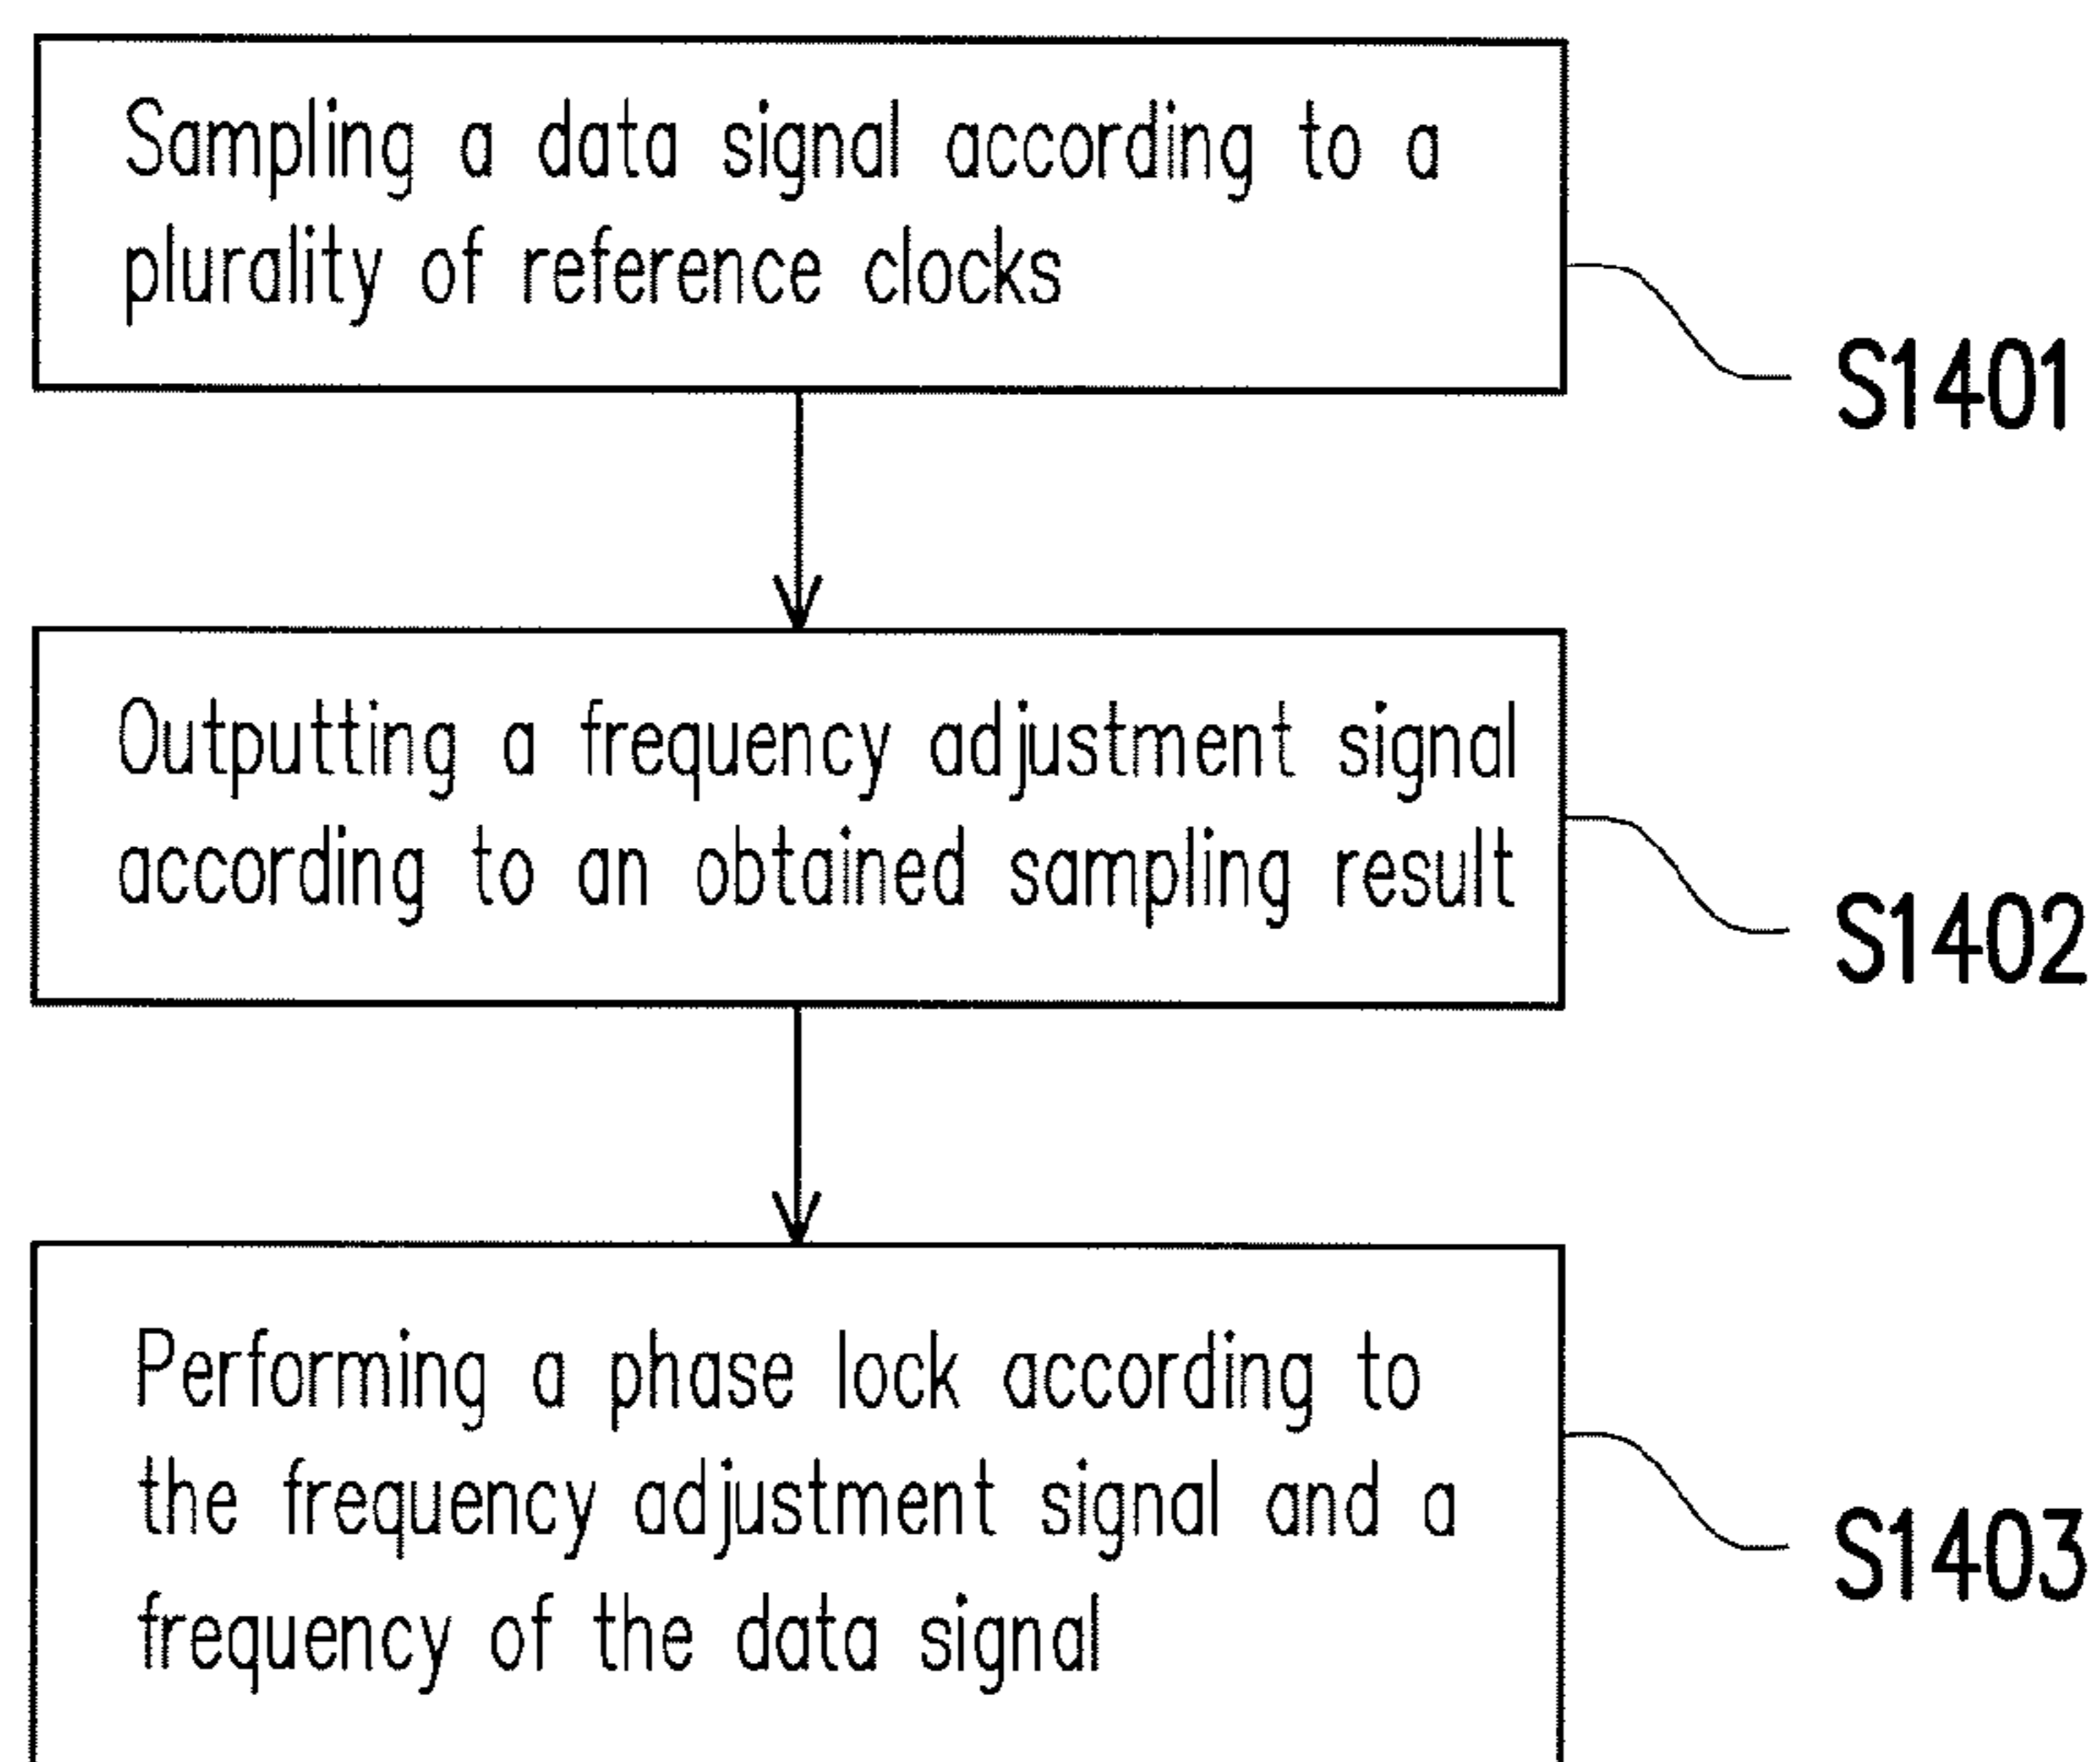 Sampling a data signal according to a
plurality of reference clocks
S1401
Outputting a frequency adjustment signal
according to an obtained sampling result
S1402
Performing a phase lock according to
the frequency adjustment signal and a
frequency of the data signal
S1403